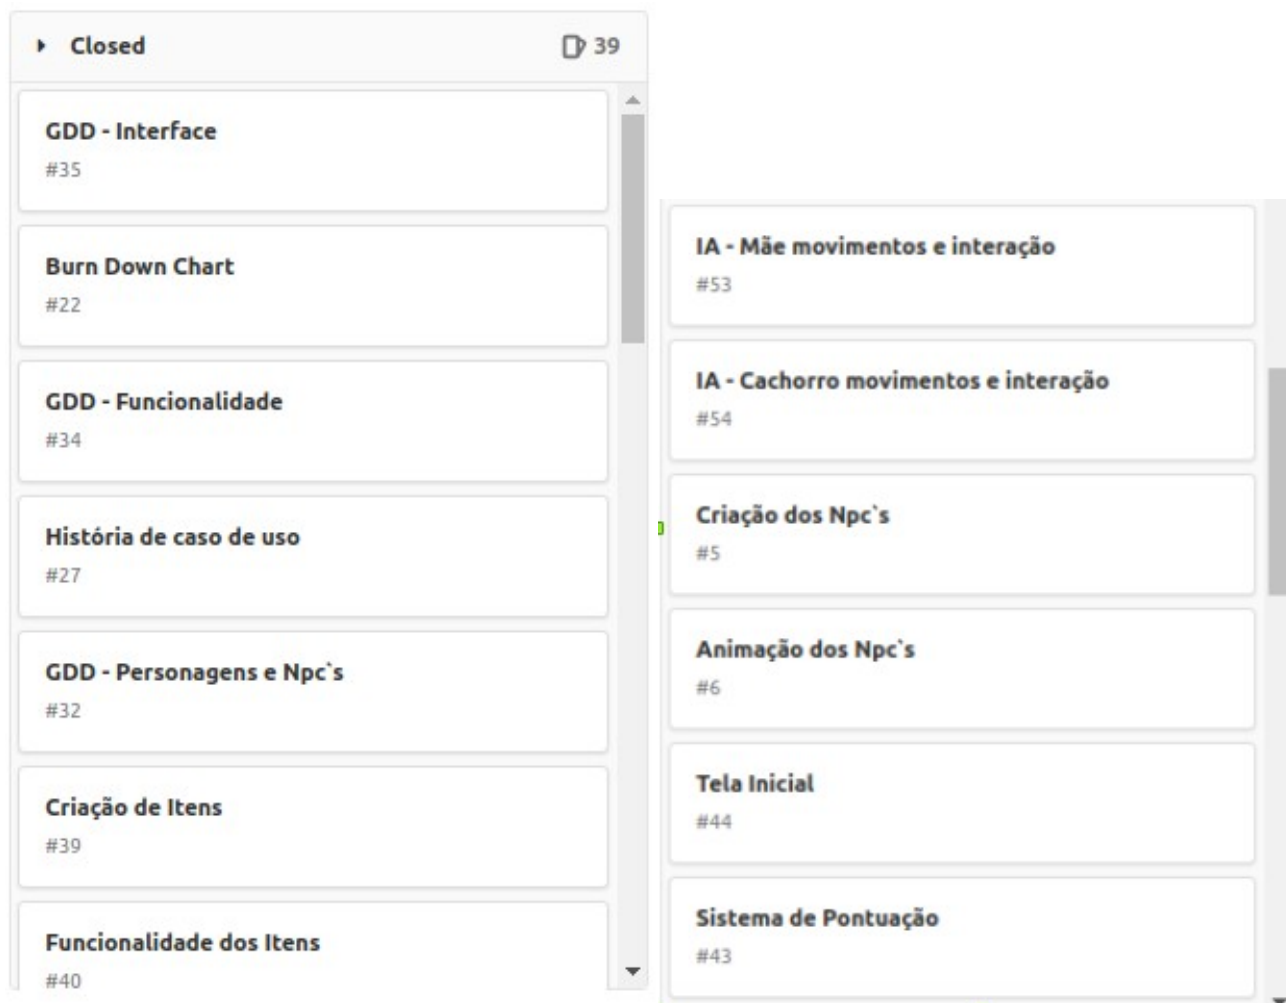 Closed 39
GDD - Interface
#35
Burn Down Chart
#22
GDD - Funcionalidade
#34
História de caso de uso
#27
GDD - Personagens e Npc`s
#32
Criação de Itens
#39
Funcionalidade dos Itens
#40
IA - Mãe movimentos e interação
#53
IA - Cachorro movimentos e interação
#54
Criação dos Npc`s
#5
Animação dos Npc`s
#6
Tela Inicial
#44
Sistema de Pontuação
#43